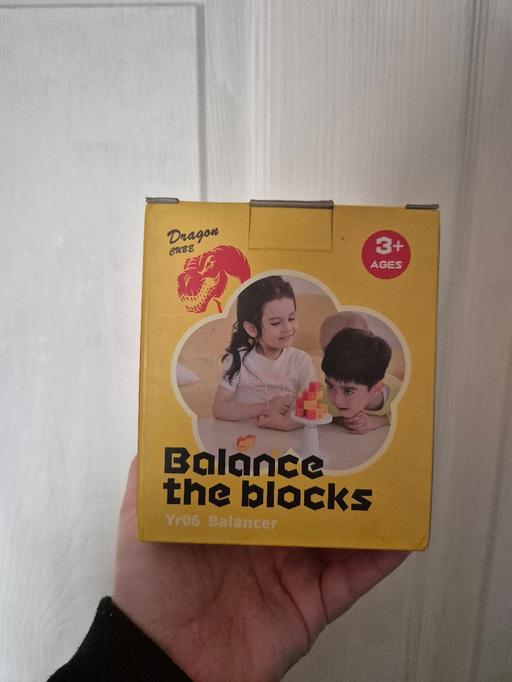 Dragon
CUBE
3+
AGES
Balance
the blocks
Yr06 Balancer